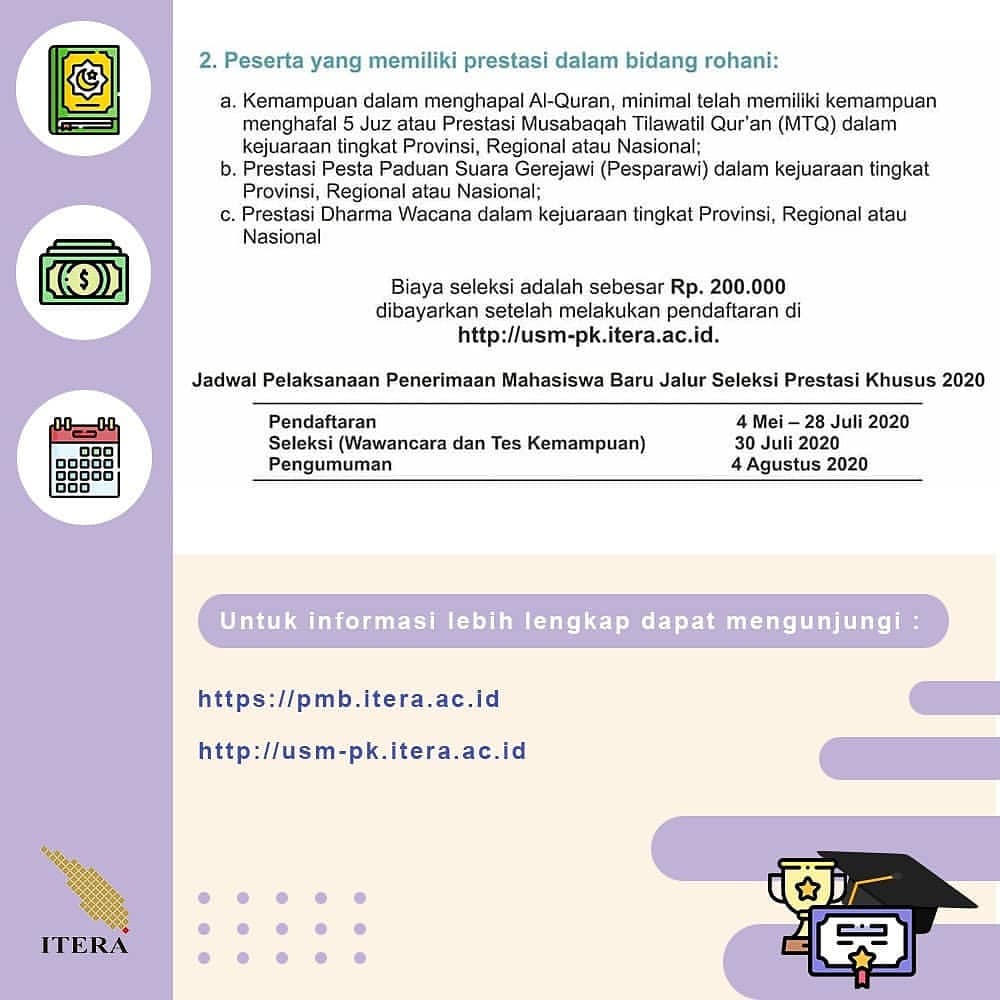 2. Peserta yang memiliki prestasi dalam bidang rohani:
a. Kemampuan dalam menghapal Al-Quran, minimal telah memiliki kemampuan
menghafal 5 Juz atau Prestasi Musabaqah Tilawatil Qur'an (MTQ) dalam
kejuaraan tingkat Provinsi, Regional atau Nasional;
b. Prestasi Pesta Paduan Suara Gerejawi (Pesparawi) dalam kejuaraan tingkat
Provinsi, Regional atau Nasional;
c. Prestasi Dharma Wacana dalam kejuaraan tingkat Provinsi, Regional atau
Nasional
Biaya seleksi adalah sebesar Rp. 200.000
dibayarkan setelah melakukan pendaftaran di
http://usm-pk.itera.ac.id.
Jadwal Pelaksanaan Penerimaan Mahasiswa Baru Jalur Seleksi Prestasi Khusus 2020
Pendaftaran 4 Mei – 28 Juli 2020
Seleksi (Wawancara dan Tes Kemampuan) 30 Juli 2020
Pengumuman 4 Agustus 2020
Untuk informasi lebih lengkap dapat mengunjungi :
https://pmb.itera.ac.id
http://usm-pk.itera.ac.id
ITERA